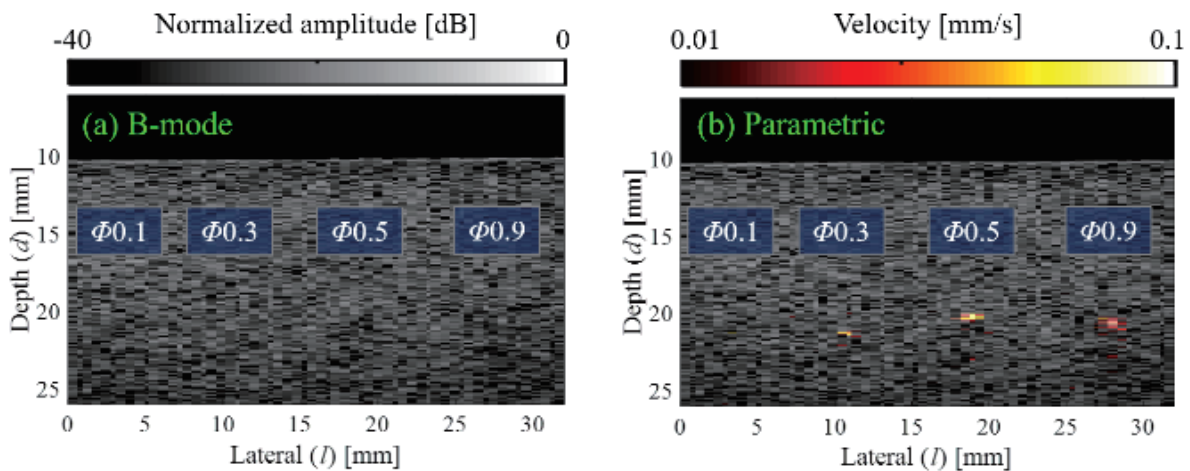 Normalized amplitude [dB]
-40 0
(a) B-mode
Φ0.1 Φ0.3 Φ0.5 Φ0.9
10
15
20
25
Depth (d) [mm]
0 5 10 15 20 25 30
Lateral (l) [mm]
Velocity [mm/s]
0.01 0.1
(b) Parametric
Φ0.1 Φ0.3 Φ0.5 Φ0.9
10
15
20
25
Depth (d) [mm]
0 5 10 15 20 25 30
Lateral (l) [mm]